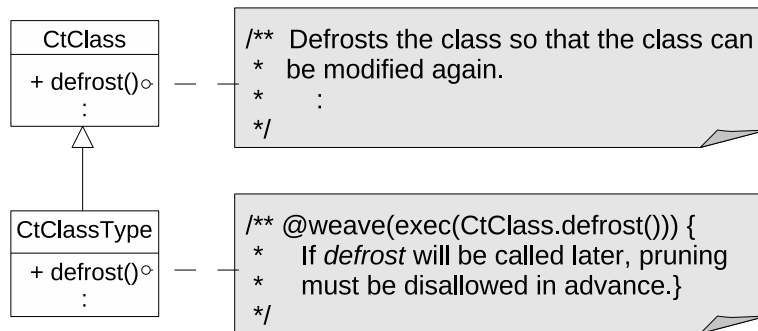 CtClass
+ defrost()
:
/** Defrosts the class so that the class can
* be modified again.
* :
*/
CtClassType
+ defrost()
:
/** @weave(exec(CtClass.defrost())) {
* If defrost will be called later, pruning
* must be disallowed in advance.}
*/